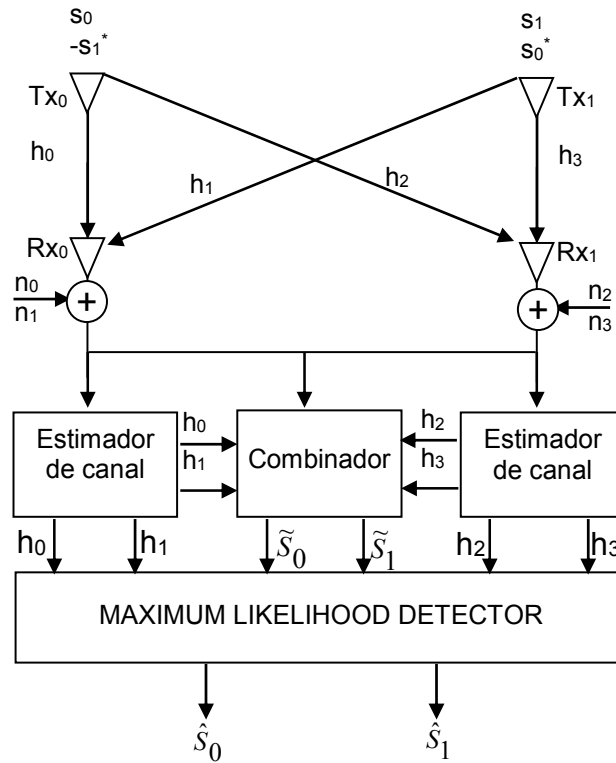 s₀ s₁
-s₁* s₀*
Tx₀ Tx₁
h₀ h₁ h₂ h₃
Rx₀ Rx₁
n₀ n₂
n₁ + + n₃
Estimador de canal
h₀
h₁
Combinador
h₂
h₃
Estimador de canal
h₀ h₁ s̃₀ s̃₁ h₂ h₃
MAXIMUM LIKELIHOOD DETECTOR
ŝ₀ ŝ₁